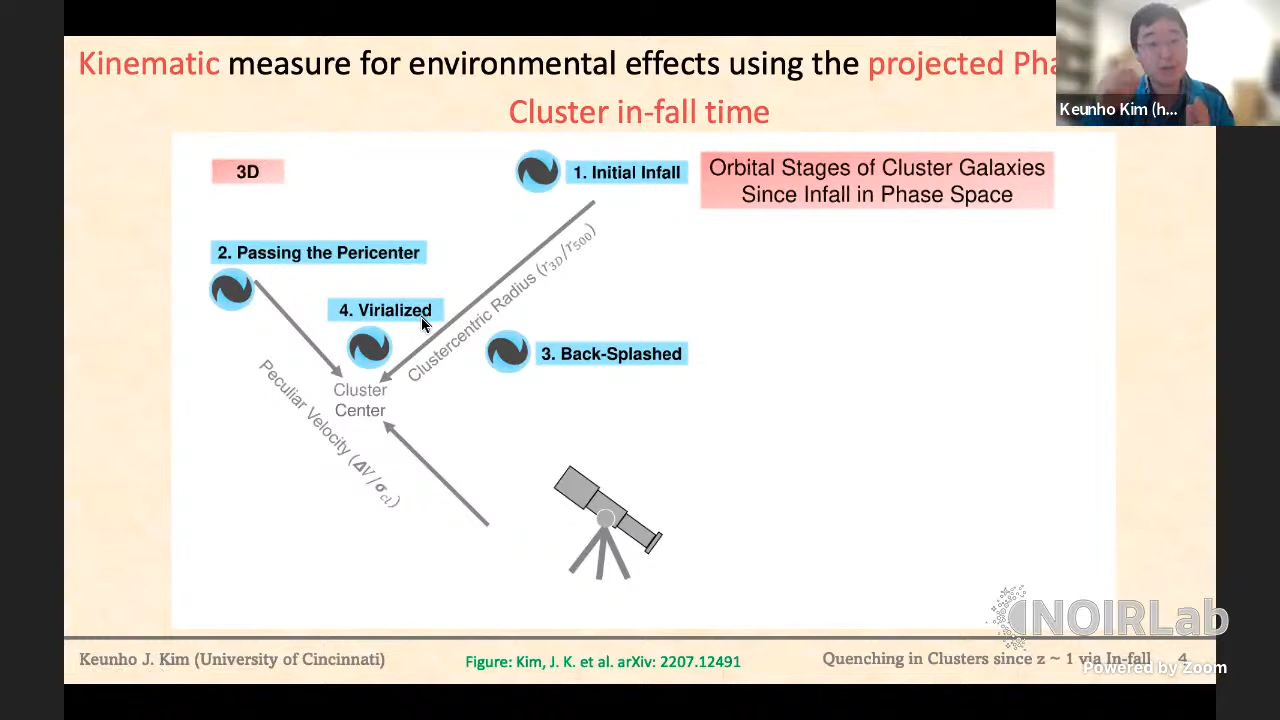 Kinematic measure for environmental effects using the projected Pha
Cluster in-fall time
Keunho Kim (h...
3D
1. Initial Infall
Orbital Stages of Cluster Galaxies
Since Infall in Phase Space
2. Passing the Pericenter
4. Virialized
Clustercentric Radius (r3D/r500)
3. Back-Splashed
Cluster
Center
Peculiar Velocity (ΔV/σcl)
NOIRLab
Keunho J. Kim (University of Cincinnati)
Figure: Kim, J. K. et al. arXiv: 2207.12491
Quenching in Clusters since z ~ 1 via In-fall 4
Powered by Zoom